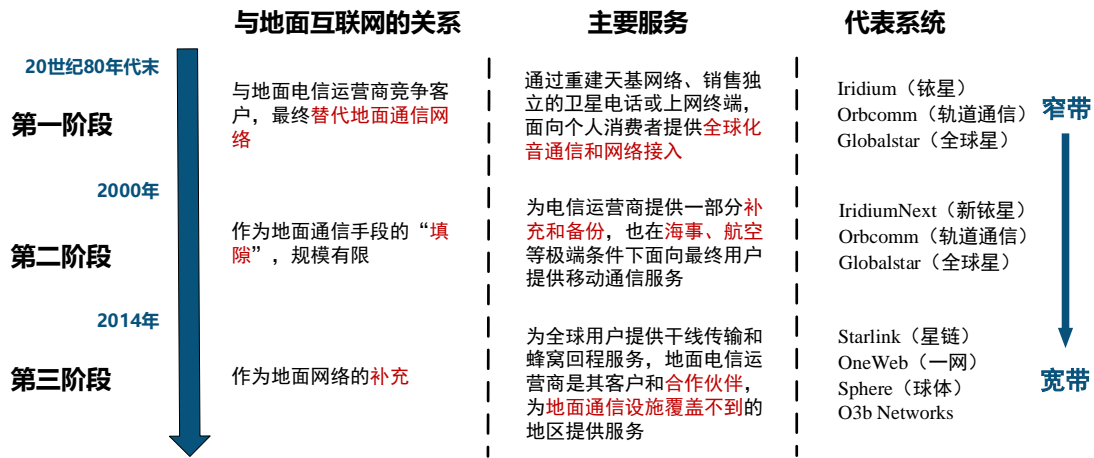 与地面互联网的关系
主要服务
代表系统
20世纪80年代末
第一阶段
与地面电信运营商竞争客
户，最终替代地面通信网
络
通过重建天基网络、销售独
立的卫星电话或上网终端，
面向个人消费者提供全球化
音通信和网络接入
Iridium（铱星）
Orbcomm（轨道通信）
Globalstar（全球星）
窄带
2000年
第二阶段
作为地面通信手段的“填
隙”，规模有限
为电信运营商提供一部分补
充和备份，也在海事、航空
等极端条件下面向最终用户
提供移动通信服务
IridiumNext（新铱星）
Orbcomm（轨道通信）
Globalstar（全球星）
2014年
第三阶段
作为地面网络的补充
为全球用户提供干线传输和
蜂窝回程服务，地面电信运
营商是其客户和合作伙伴，
为地面通信设施覆盖不到的
地区提供服务
Starlink（星链）
OneWeb（一网）
Sphere（球体）
O3b Networks
宽带